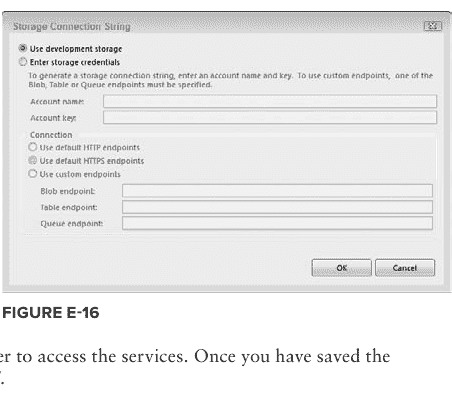 Storage Connection String
Use development storage
Enter storage credentials
To generate a storage connection string, enter an account name and key. To use custom endpoints, one of the
Blob, Table or Queue endpoints must be specified.
Account name:
Account key:
Connection
Use default HTTP endpoints
Use default HTTPS endpoints
Use custom endpoints
Blob endpoint:
Table endpoint:
Queue endpoint:
OK Cancel
FIGURE E-16
er to access the services. Once you have saved the